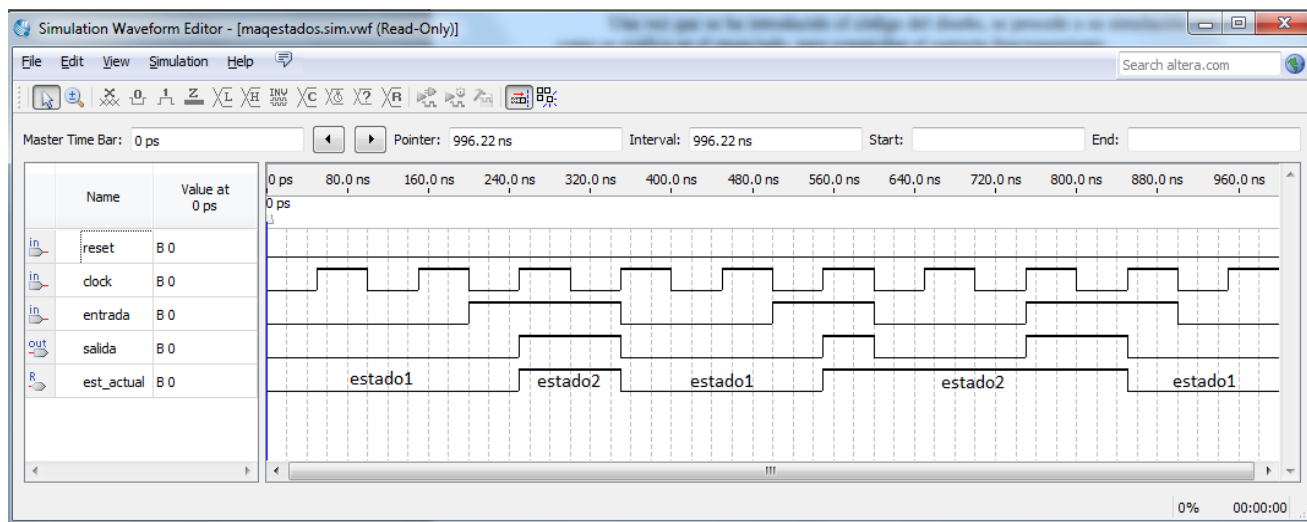 Simulation Waveform Editor - [maqestados.sim.vwf (Read-Only)]
File Edit View Simulation Help
Search altera.com
Master Time Bar: 0 ps Pointer: 996.22 ns Interval: 996.22 ns Start: End:
Name Value at 0 ps 0 ps 80.0 ns 160.0 ns 240.0 ns 320.0 ns 400.0 ns 480.0 ns 560.0 ns 640.0 ns 720.0 ns 800.0 ns 880.0 ns 960.0 ns
0 ps
in reset B 0
in clock B 0
in entrada B 0
out salida B 0
R est_actual B 0 estado1 estado2 estado1 estado2 estado1
0% 00:00:00